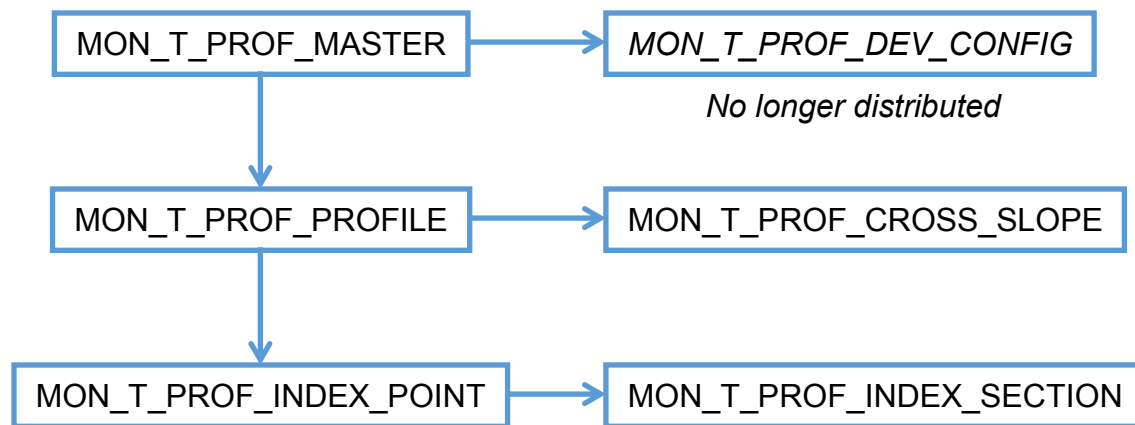 MON_T_PROF_MASTER
MON_T_PROF_DEV_CONFIG
No longer distributed
MON_T_PROF_PROFILE
MON_T_PROF_CROSS_SLOPE
MON_T_PROF_INDEX_POINT
MON_T_PROF_INDEX_SECTION